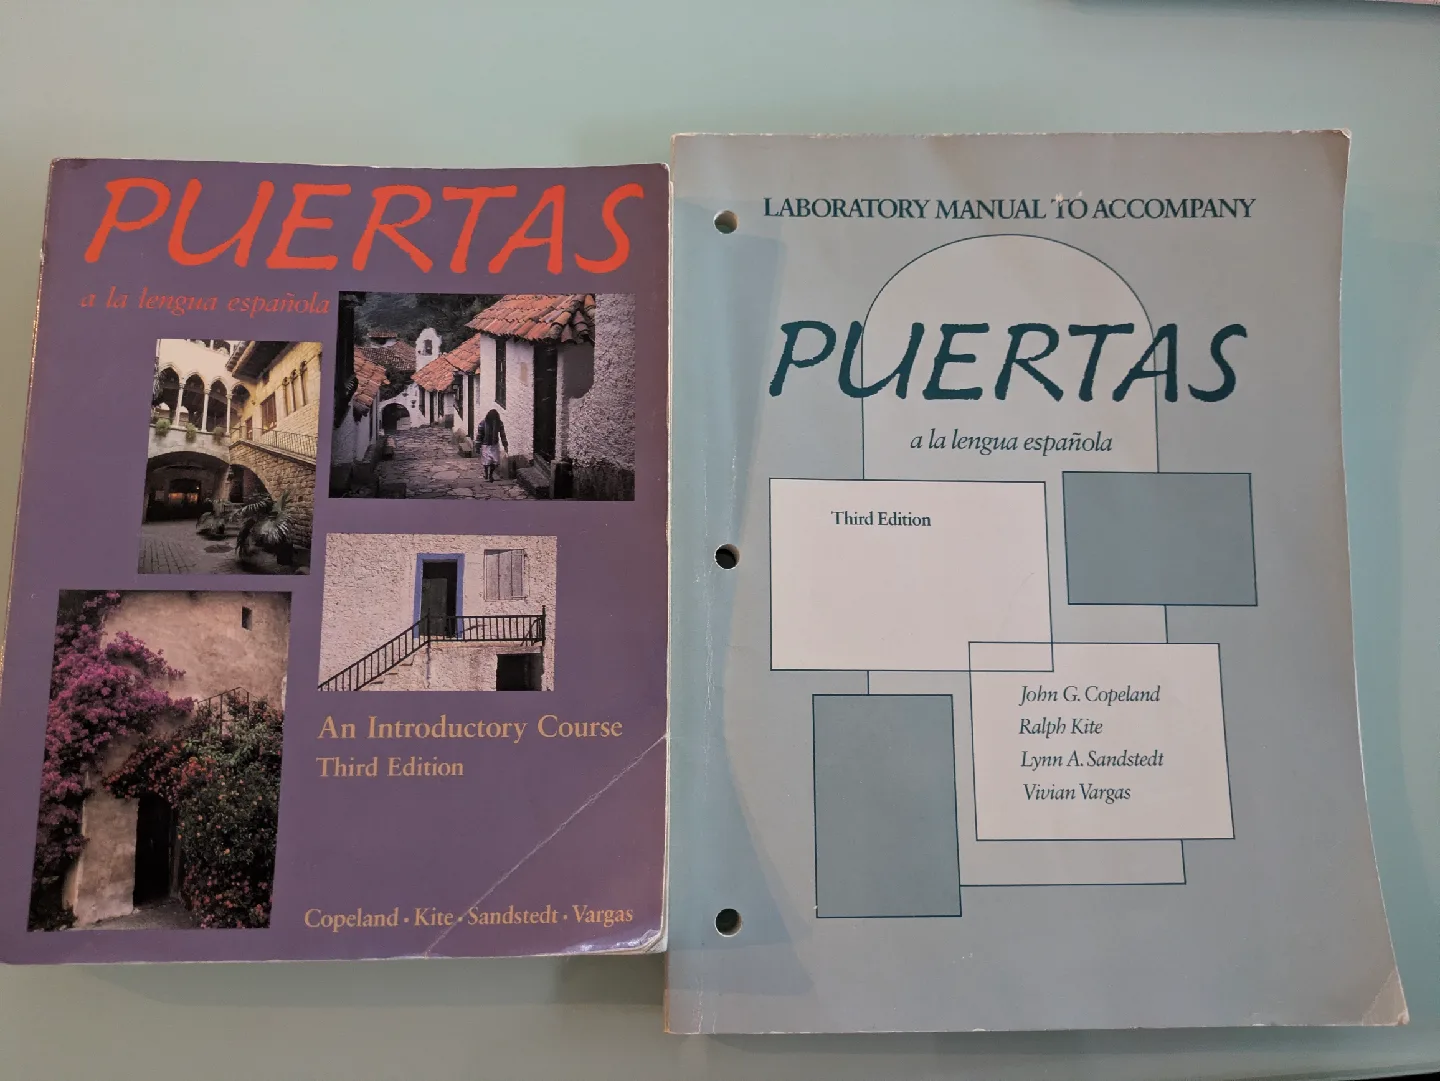 PUERTAS
a la lengua española
An Introductory Course
Third Edition
Copeland · Kite · Sandstedt · Vargas
LABORATORY MANUAL TO ACCOMPANY
PUERTAS
a la lengua española
Third Edition
John G. Copeland
Ralph Kite
Lynn A. Sandstedt
Vivian Vargas